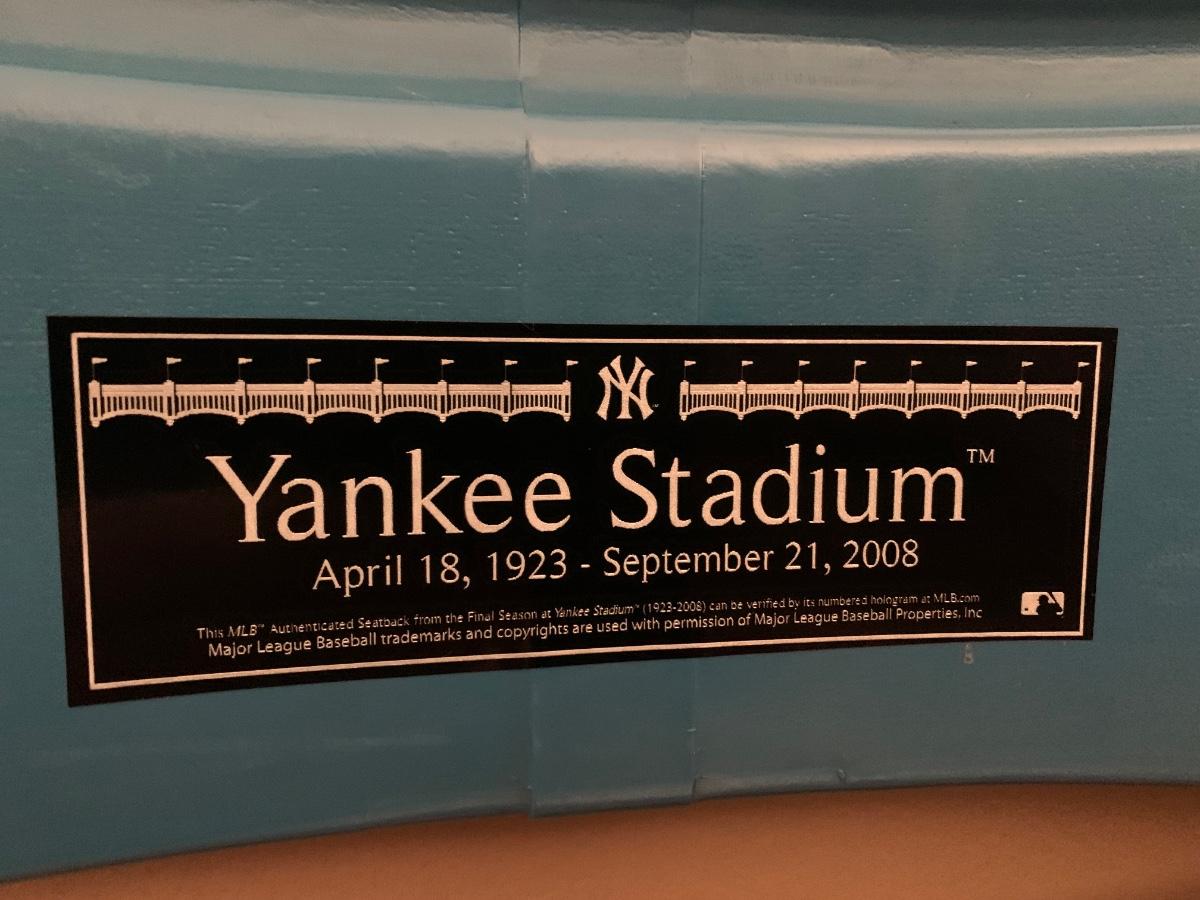 NY
Yankee Stadium™
April 18, 1923 - September 21, 2008
This MLB™ Authenticated Seatback from the Final Season at Yankee Stadium™ (1923-2008) can be verified by its numbered hologram at MLB.com
Major League Baseball trademarks and copyrights are used with permission of Major League Baseball Properties, Inc